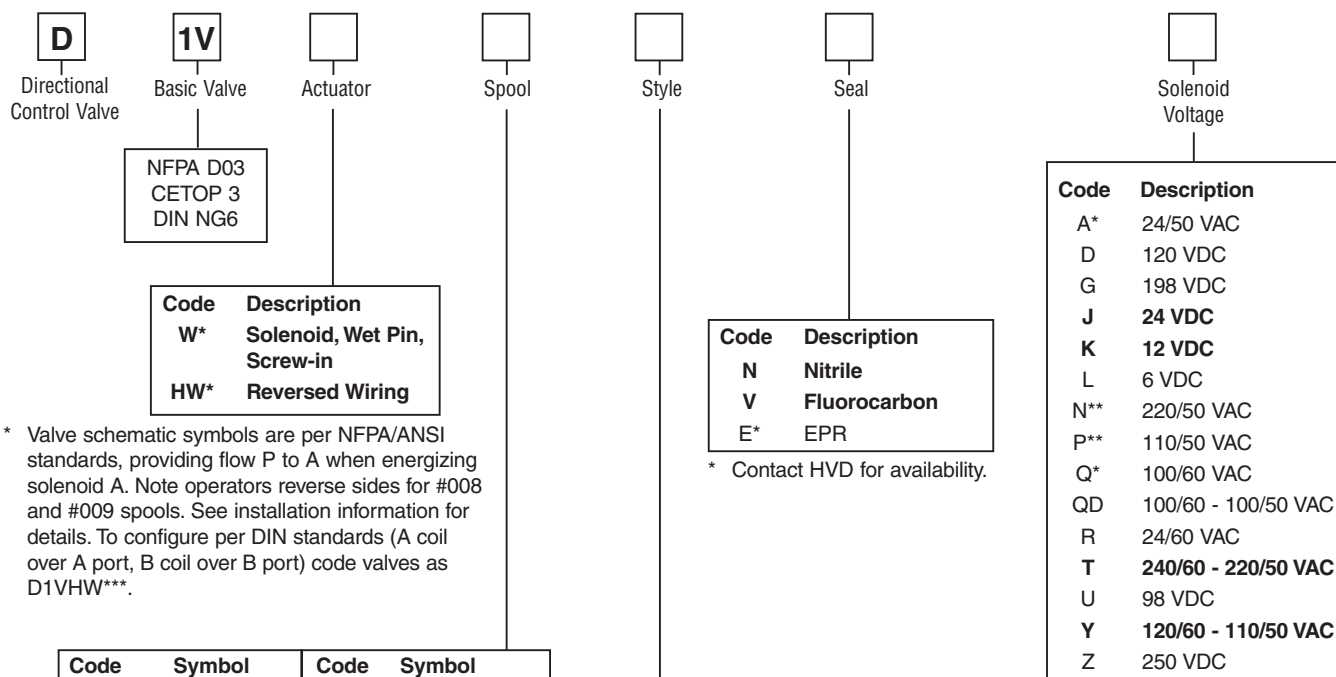 D 1V
Directional Control Valve
Basic Valve
Actuator
Spool
Style
Seal
Solenoid Voltage
NFPA D03
CETOP 3
DIN NG6
Code Description
W* Solenoid, Wet Pin,
Screw-in
HW* Reversed Wiring
* Valve schematic symbols are per NFPA/ANSI
standards, providing flow P to A when energizing
solenoid A. Note operators reverse sides for #008
and #009 spools. See installation information for
details. To configure per DIN standards (A coil
over A port, B coil over B port) code valves as
D1VHW***.
Code Symbol Code Symbol
Code Description
N Nitrile
V Fluorocarbon
E* EPR
* Contact HVD for availability.
Code Description
A* 24/50 VAC
D 120 VDC
G 198 VDC
J 24 VDC
K 12 VDC
L 6 VDC
N** 220/50 VAC
P** 110/50 VAC
Q* 100/60 VAC
QD 100/60 - 100/50 VAC
R 24/60 VAC
T 240/60 - 220/50 VAC
U 98 VDC
Y 120/60 - 110/50 VAC
Z 250 VDC